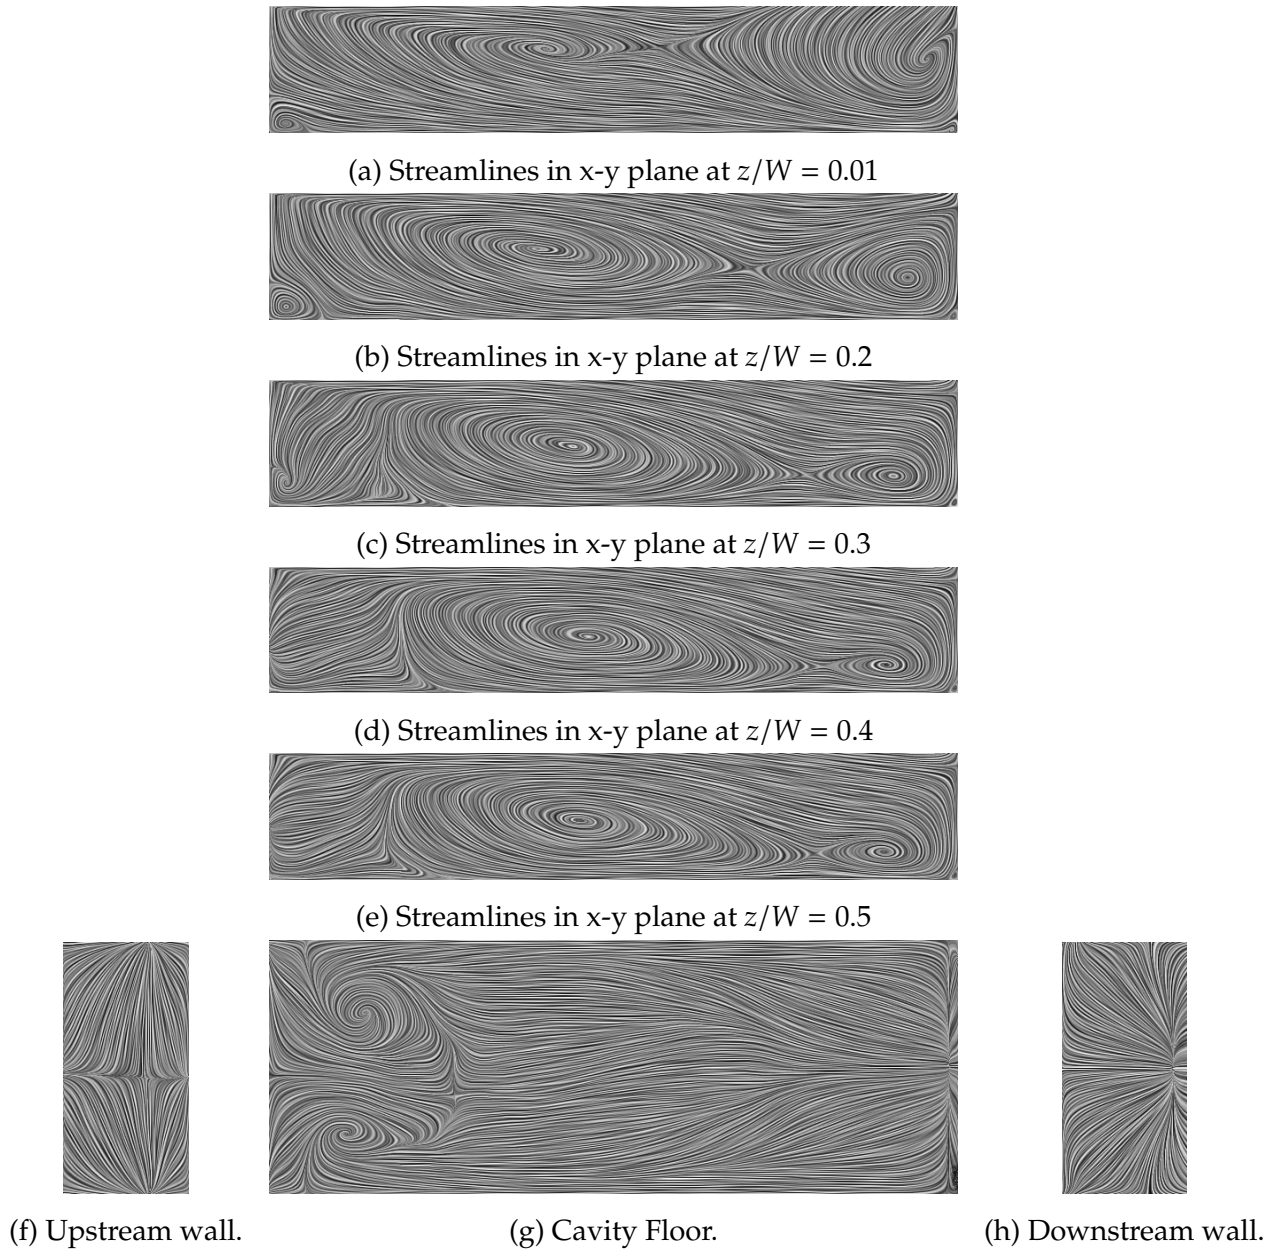 (a) Streamlines in x-y plane at z/W = 0.01
(b) Streamlines in x-y plane at z/W = 0.2
(c) Streamlines in x-y plane at z/W = 0.3
(d) Streamlines in x-y plane at z/W = 0.4
(e) Streamlines in x-y plane at z/W = 0.5
(f) Upstream wall.
(g) Cavity Floor.
(h) Downstream wall.